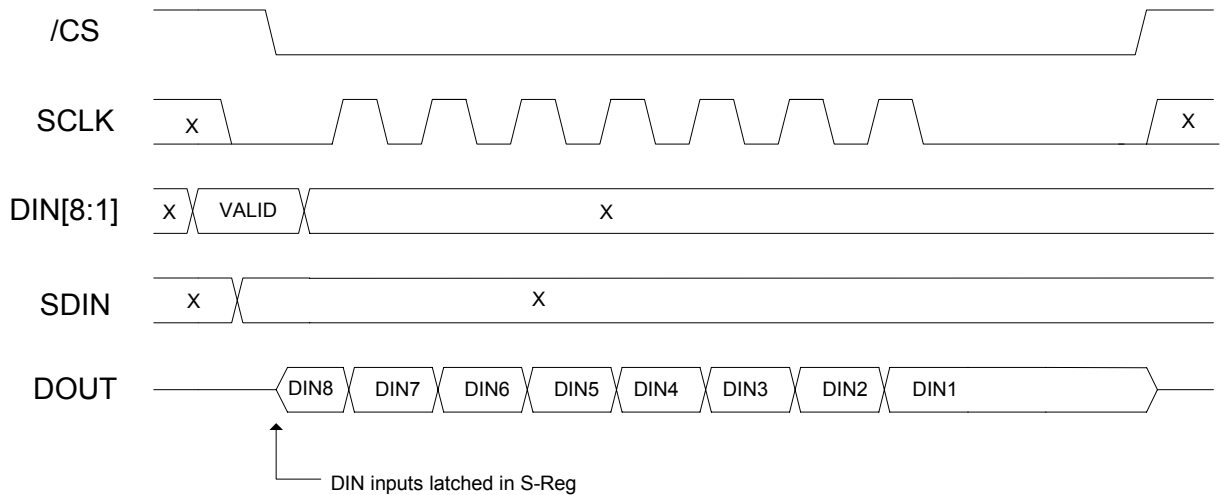 /CS
SCLK X X
DIN[8:1] X VALID X
SDIN X X
DOUT DIN8 DIN7 DIN6 DIN5 DIN4 DIN3 DIN2 DIN1
DIN inputs latched in S-Reg